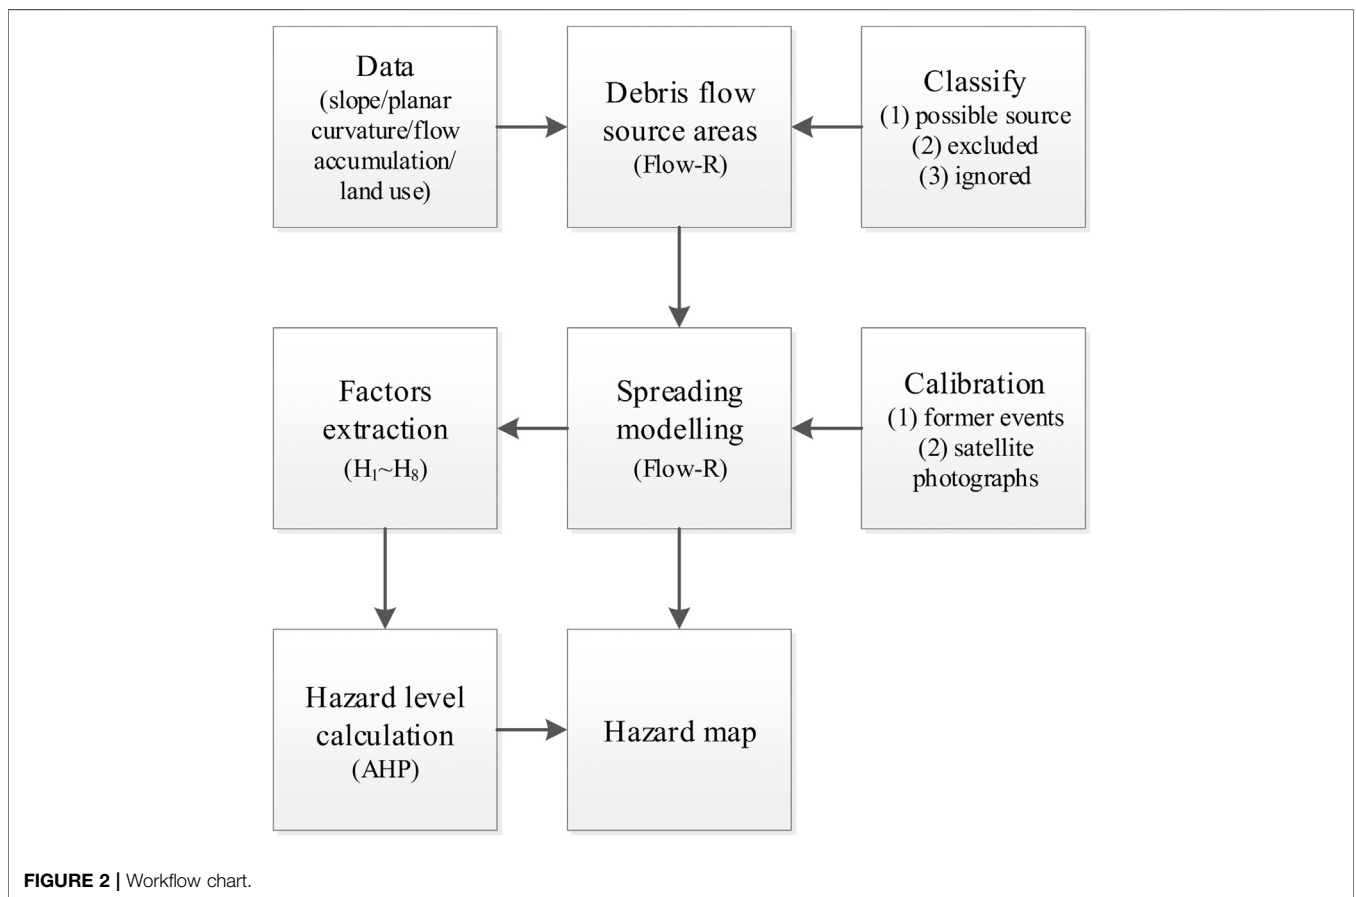 Data
(slope/planar
curvature/flow
accumulation/
land use)
Debris flow
source areas
(Flow-R)
Classify
(1) possible source
(2) excluded
(3) ignored
Factors
extraction
(H₁~H₈)
Spreading
modelling
(Flow-R)
Calibration
(1) former events
(2) satellite
photographs
Hazard level
calculation
(AHP)
Hazard map
FIGURE 2 | Workflow chart.